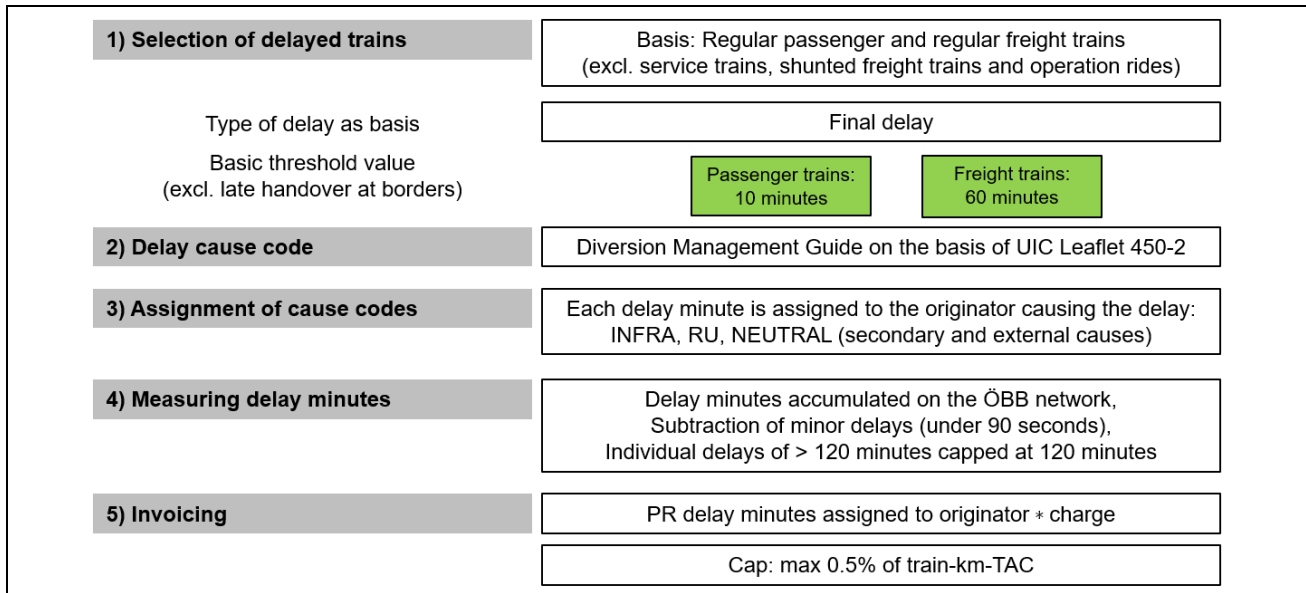 1) Selection of delayed trains
Basis: Regular passenger and regular freight trains
(excl. service trains, shunted freight trains and operation rides)
Type of delay as basis
Final delay
Basic threshold value
(excl. late handover at borders)
Passenger trains:
10 minutes
Freight trains:
60 minutes
2) Delay cause code
Diversion Management Guide on the basis of UIC Leaflet 450-2
3) Assignment of cause codes
Each delay minute is assigned to the originator causing the delay:
INFRA, RU, NEUTRAL (secondary and external causes)
4) Measuring delay minutes
Delay minutes accumulated on the ÖBB network,
Subtraction of minor delays (under 90 seconds),
Individual delays of > 120 minutes capped at 120 minutes
5) Invoicing
PR delay minutes assigned to originator * charge
Cap: max 0.5% of train-km-TAC